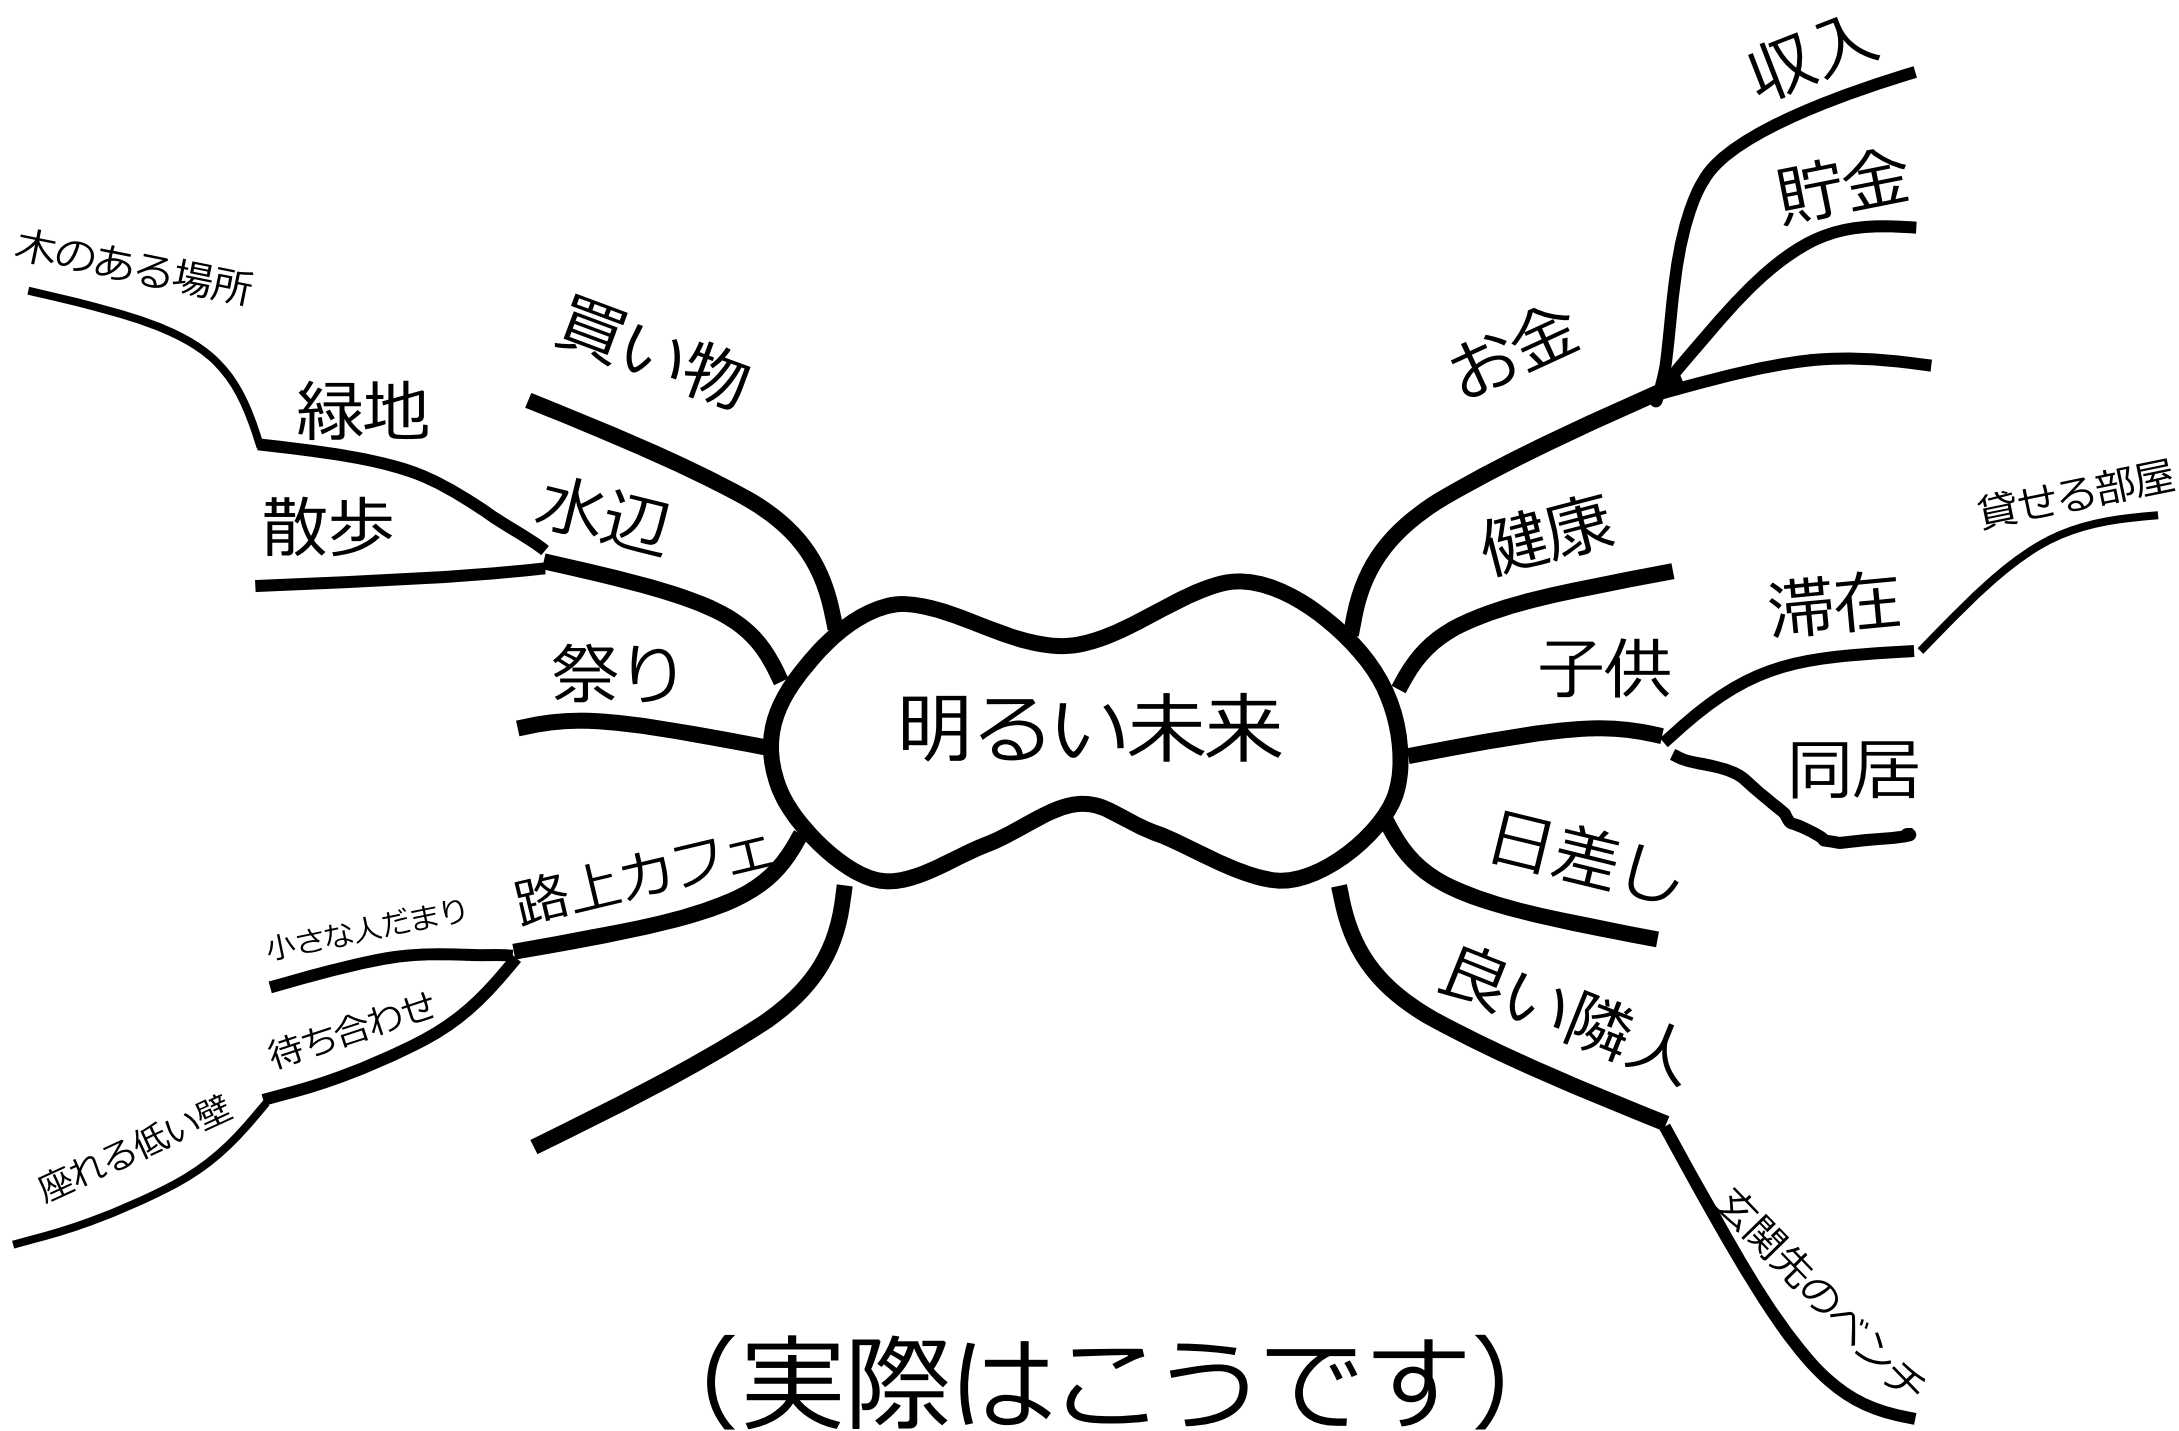 明るい未来
お金
収入
貯金
健康
子供
滞在
貸せる部屋
同居
日差し
良い隣人
玄関先のベンチ
買い物
水辺
緑地
木のある場所
散歩
祭り
路上カフェ
小さな人だまり
待ち合わせ
座れる低い壁
（実際はこうです）